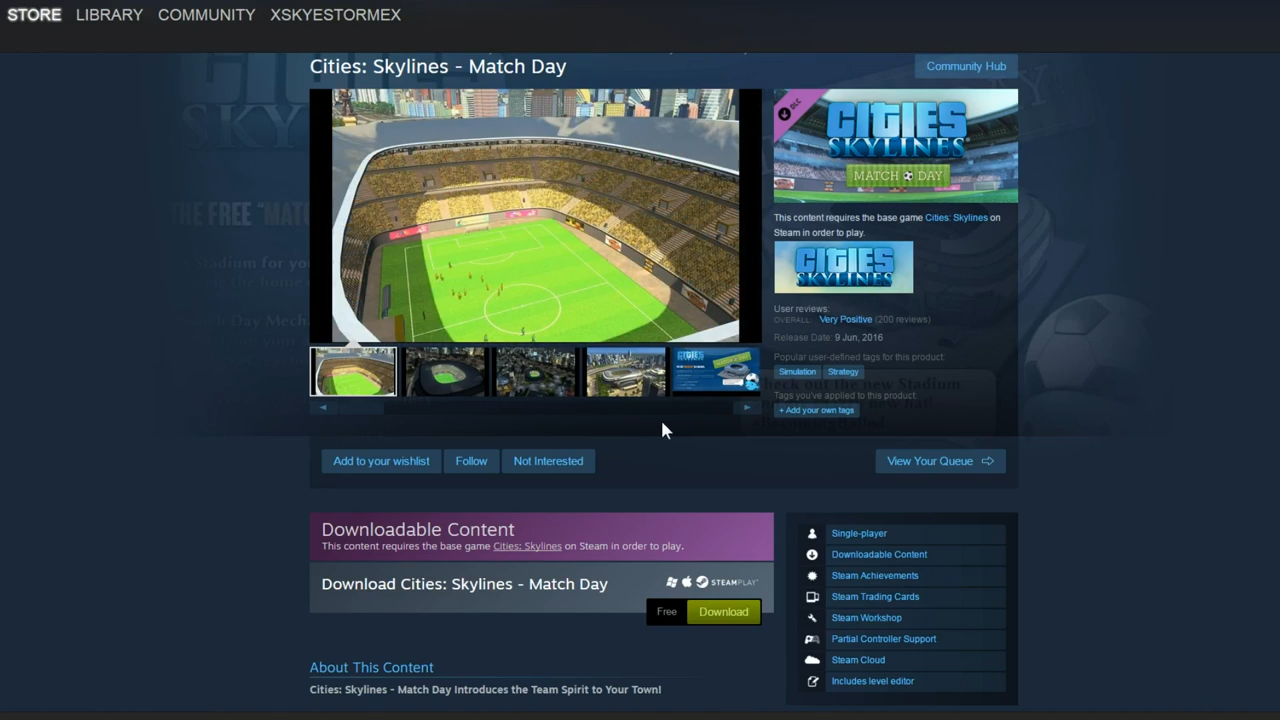 STORE LIBRARY COMMUNITY XSKYESTORMEX
Cities: Skylines - Match Day
Community Hub
DLC
CITIES
SKYLINES
MATCH DAY
This content requires the base game Cities: Skylines on
Steam in order to play.
CITIES
SKYLINES
User reviews:
OVERALL: Very Positive (200 reviews)
Release Date: 9 Jun, 2016
Popular user-defined tags for this product:
Simulation Strategy
Tags you've applied to this product:
+ Add your own tags
Add to your wishlist Follow Not Interested
View Your Queue
Downloadable Content
This content requires the base game Cities: Skylines on Steam in order to play.
Download Cities: Skylines - Match Day
STEAMPLAY
Free Download
Single-player
Downloadable Content
Steam Achievements
Steam Trading Cards
Steam Workshop
Partial Controller Support
Steam Cloud
Includes level editor
About This Content
Cities: Skylines - Match Day Introduces the Team Spirit to Your Town!